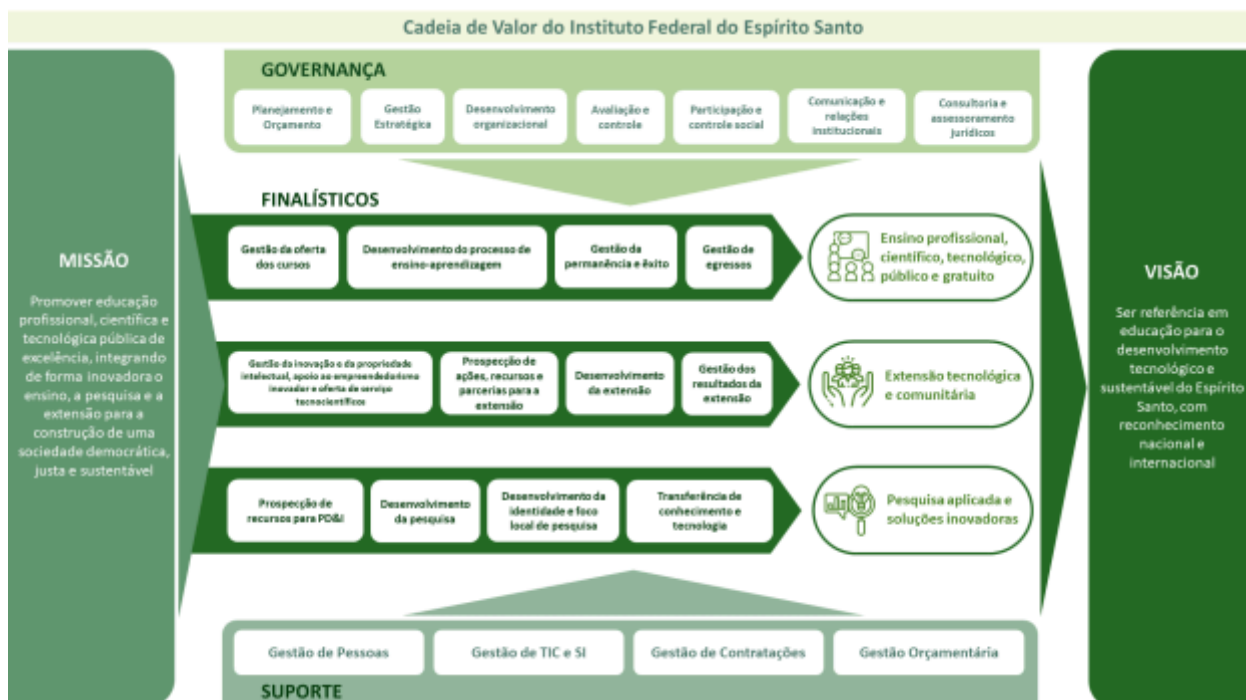 Cadeia de Valor do Instituto Federal do Espírito Santo
GOVERNANÇA
Planejamento e
Orçamento
Gestão
Estratégica
Desenvolvimento
organizacional
Avaliação e
controle
Participação e
controle social
Comunicação e
relações
institucionais
Consultoria e
assessoramento
jurídicos
MISSÃO
Promover educação
profissional, científica e
tecnológica pública de
excelência, integrando
de forma inovadora o
ensino, a pesquisa e a
extensão para a
construção de uma
sociedade democrática,
justa e sustentável
FINALÍSTICOS
Gestão da oferta
dos cursos
Desenvolvimento do processo de
ensino-aprendizagem
Gestão da
permanência e êxito
Gestão de
egressos
Ensino profissional,
científico, tecnológico,
público e gratuito
Gestão da inovação e da propriedade
intelectual, apoio ao empreendedorismo
inovador e oferta de serviço
tecnocientíficos
Prospecção de
ações, recursos e
parcerias para a
extensão
Desenvolvimento
da extensão
Gestão dos
resultados da
extensão
Extensão tecnológica
e comunitária
Prospecção de
recursos para PD&I
Desenvolvimento
da pesquisa
Desenvolvimento da
identidade e foco
local de pesquisa
Transferência de
conhecimento e
tecnologia
Pesquisa aplicada e
soluções inovadoras
VISÃO
Ser referência em
educação para o
desenvolvimento
tecnológico e
sustentável do Espírito
Santo, com
reconhecimento
nacional e
internacional
Gestão de Pessoas
Gestão de TIC e SI
Gestão de Contratações
Gestão Orçamentária
SUPORTE